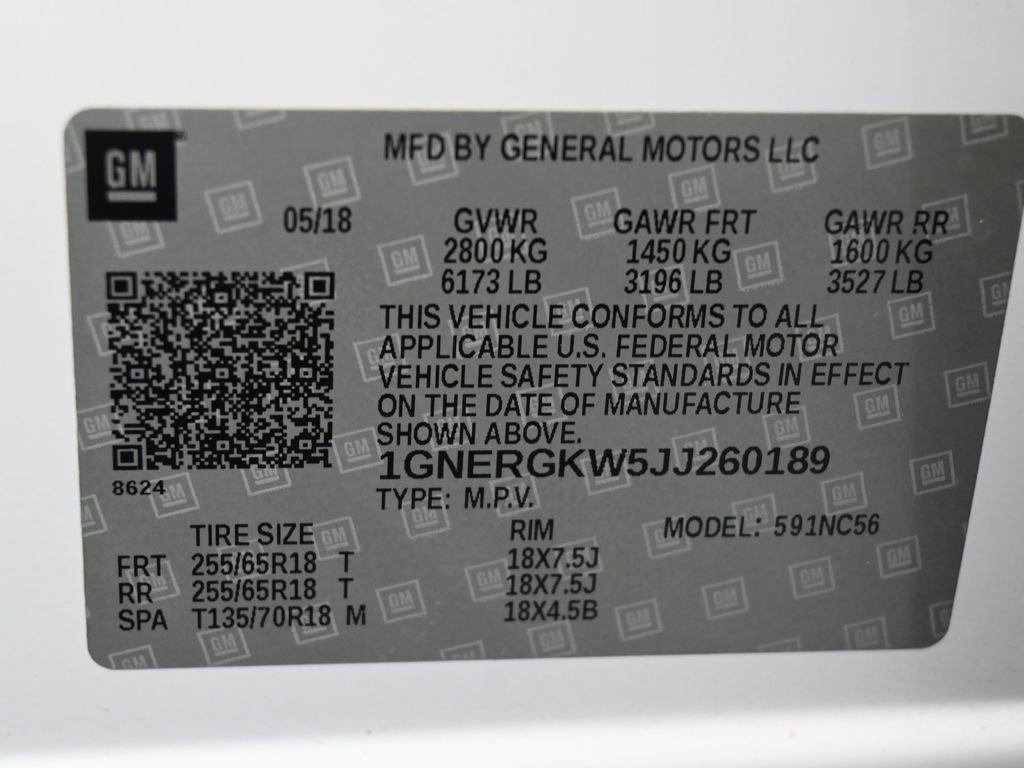 GM
MFD BY GENERAL MOTORS LLC
05/18 GVWR GAWR FRT GAWR RR
2800 KG 1450 KG 1600 KG
6173 LB 3196 LB 3527 LB
THIS VEHICLE CONFORMS TO ALL
APPLICABLE U.S. FEDERAL MOTOR
VEHICLE SAFETY STANDARDS IN EFFECT
ON THE DATE OF MANUFACTURE
SHOWN ABOVE.
1GNERGKW5JJ260189
8624
TYPE: M.P.V.
TIRE SIZE RIM MODEL: 591NC56
FRT 255/65R18 T 18X7.5J
RR 255/65R18 T 18X7.5J
SPA T135/70R18 M 18X4.5B